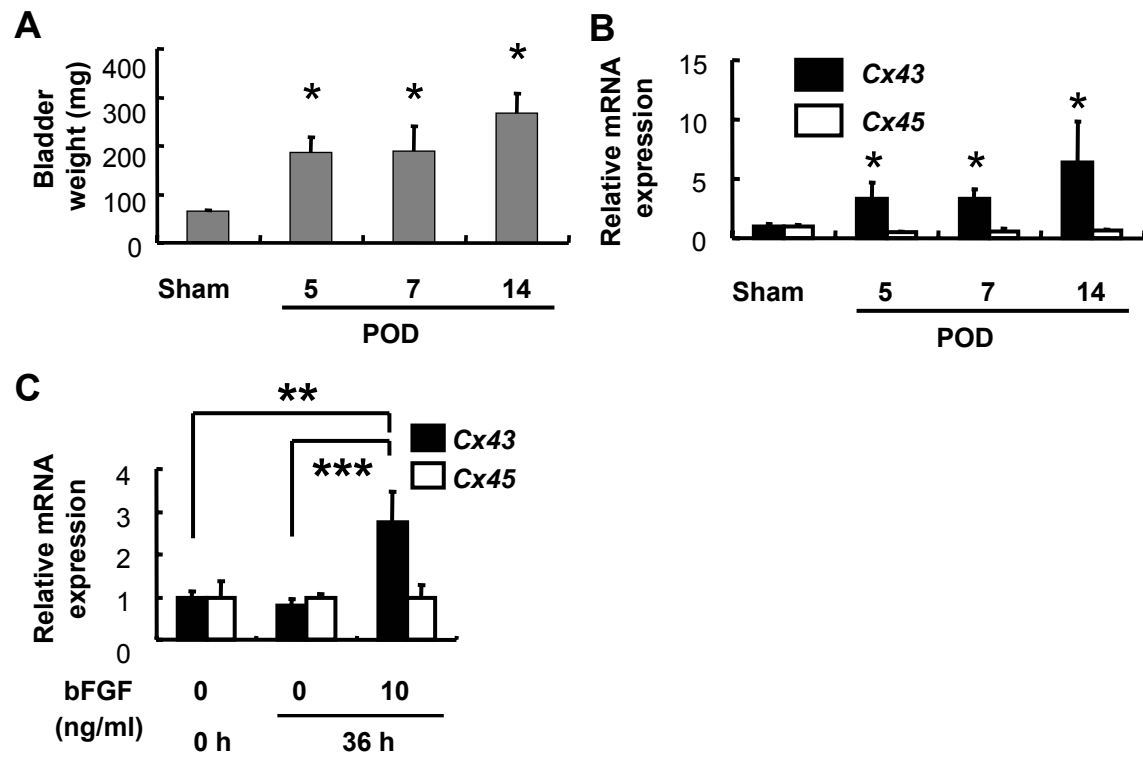 A
Bladder
weight (mg)
400
300
200
100
0
*
*
*
Sham
5
7
14
POD
B
Relative mRNA
expression
15
10
5
0
Cx43
Cx45
*
*
*
Sham
5
7
14
POD
C
**
***
Cx43
Cx45
Relative mRNA
expression
4
3
2
1
0
bFGF
(ng/ml)
0
0
10
0 h
36 h